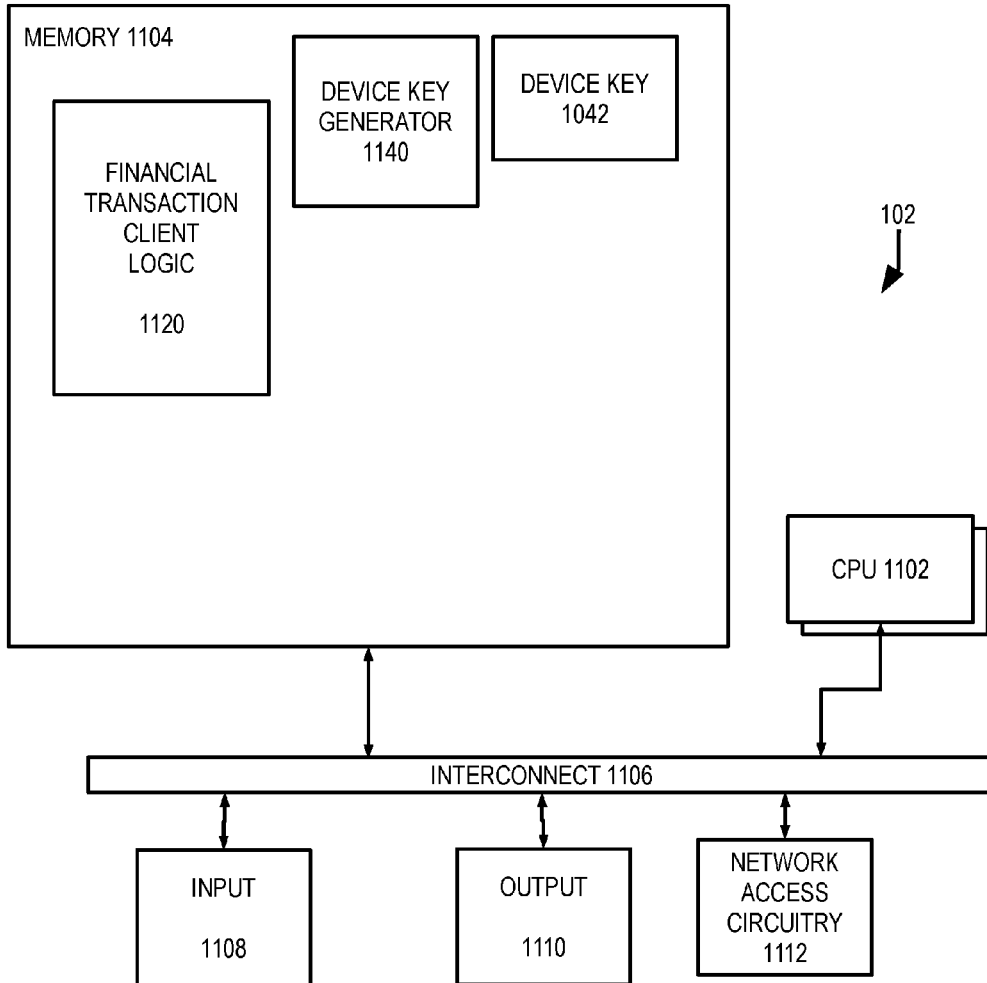 MEMORY 1104
FINANCIAL
TRANSACTION
CLIENT
LOGIC
1120
DEVICE KEY
GENERATOR
1140
DEVICE KEY
1042
102
CPU 1102
INTERCONNECT 1106
INPUT
1108
OUTPUT
1110
NETWORK
ACCESS
CIRCUITRY
1112